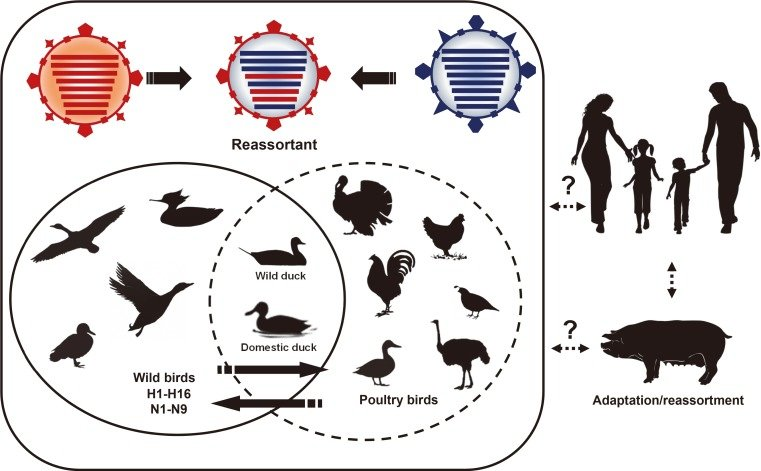 Reassortant
?
Wild duck
Domestic duck
?
Wild birds
H1-H16
N1-N9
Poultry birds
Adaptation/reassortment